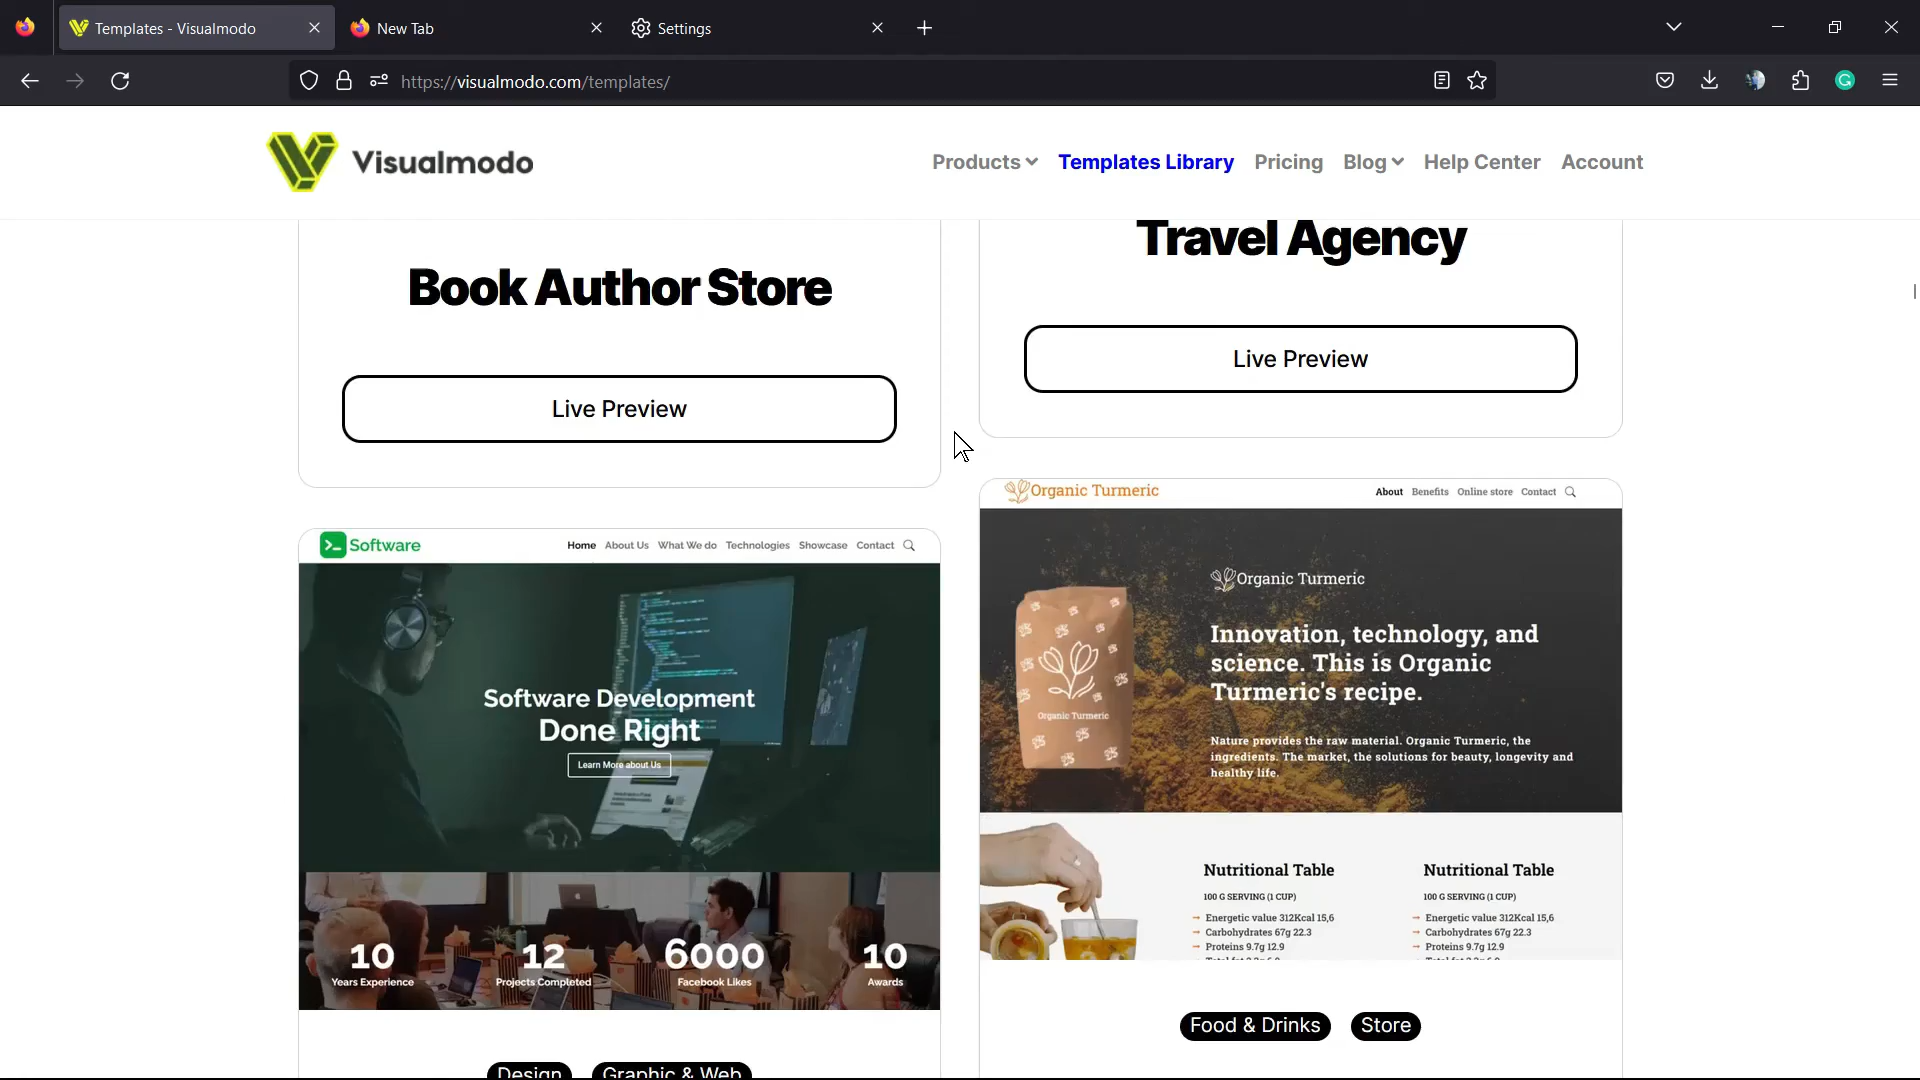 Templates - Visualmodo
New Tab
Settings
https://visualmodo.com/templates/
Visualmodo
Products
Templates Library
Pricing
Blog
Help Center
Account
Book Author Store
Live Preview
Travel Agency
Live Preview
Software
Home About Us What We do Technologies Showcase Contact
Software Development
Done Right
Learn More about Us
10 12 6000 10
Years Experience Projects Completed Facebook Likes Awards
Design Graphic & Web
Organic Turmeric
About Benefits Online store Contact
Organic Turmeric
Innovation, technology, and
science. This is Organic
Turmeric's recipe.
Organic Turmeric
Nature provides the raw material. Organic Turmeric, the
ingredients. The market, the solutions for beauty, longevity and
healthy life.
Nutritional Table Nutritional Table
100 G SERVING (1 CUP) 100 G SERVING (1 CUP)
Energetic value 312Kcal 15,6 Energetic value 312Kcal 15,6
Carbohydrates 67g 22.3 Carbohydrates 67g 22.3
Proteins 9.7g 12.9 Proteins 9.7g 12.9
Food & Drinks Store